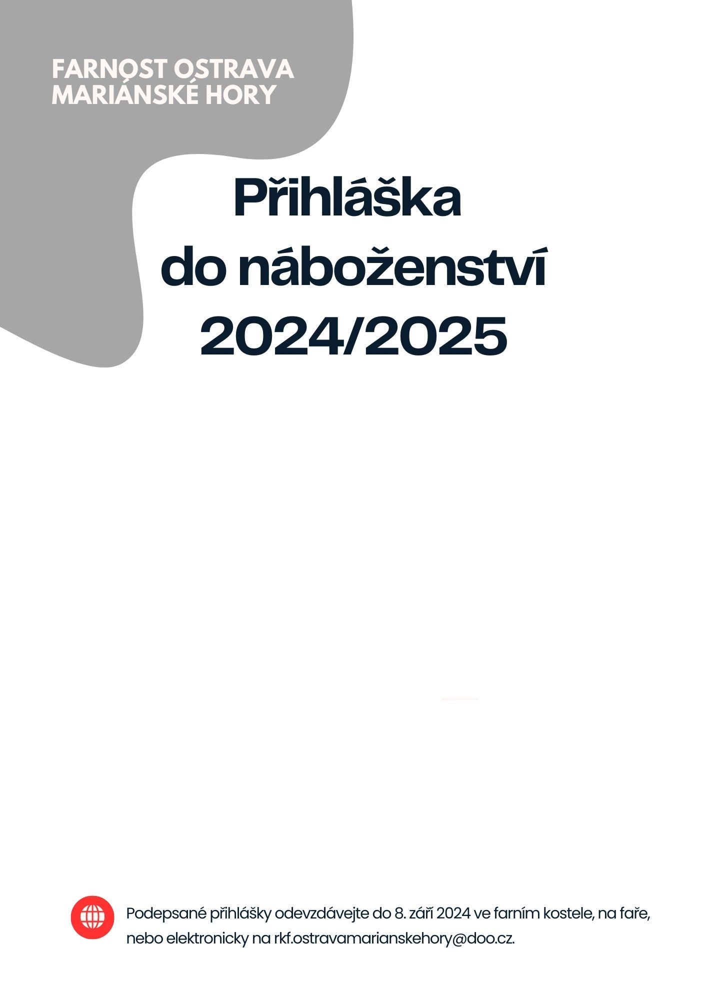 FARNOST OSTRAVA
MARIÁNSKÉ HORY
Přihláška
do náboženství
2024/2025
Podepsané přihlášky odevzdávejte do 8. září 2024 ve farním kostele, na faře,
nebo elektronicky na rkf.ostravamarianskehory@doo.cz.